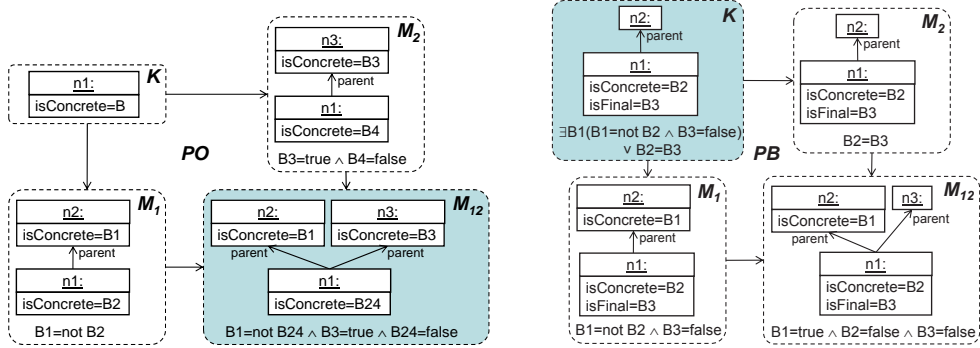 K
n1:
isConcrete=B
M2
n3:
isConcrete=B3
parent
n1:
isConcrete=B4
B3=true ∧ B4=false
PO
M1
n2:
isConcrete=B1
parent
n1:
isConcrete=B2
B1=not B2
M12
n2:
isConcrete=B1
n3:
isConcrete=B3
parent
parent
n1:
isConcrete=B24
B1=not B24 ∧ B3=true ∧ B24=false
K
n2:
parent
n1:
isConcrete=B2
isFinal=B3
∃B1(B1=not B2 ∧ B3=false)
∨ B2=B3
M2
n2:
parent
n1:
isConcrete=B2
isFinal=B3
B2=B3
PB
M1
n2:
isConcrete=B1
parent
n1:
isConcrete=B2
isFinal=B3
B1=not B2 ∧ B3=false
M12
n2:
isConcrete=B1
n3:
parent
parent
n1:
isConcrete=B2
isFinal=B3
B1=true ∧ B2=false ∧ B3=false